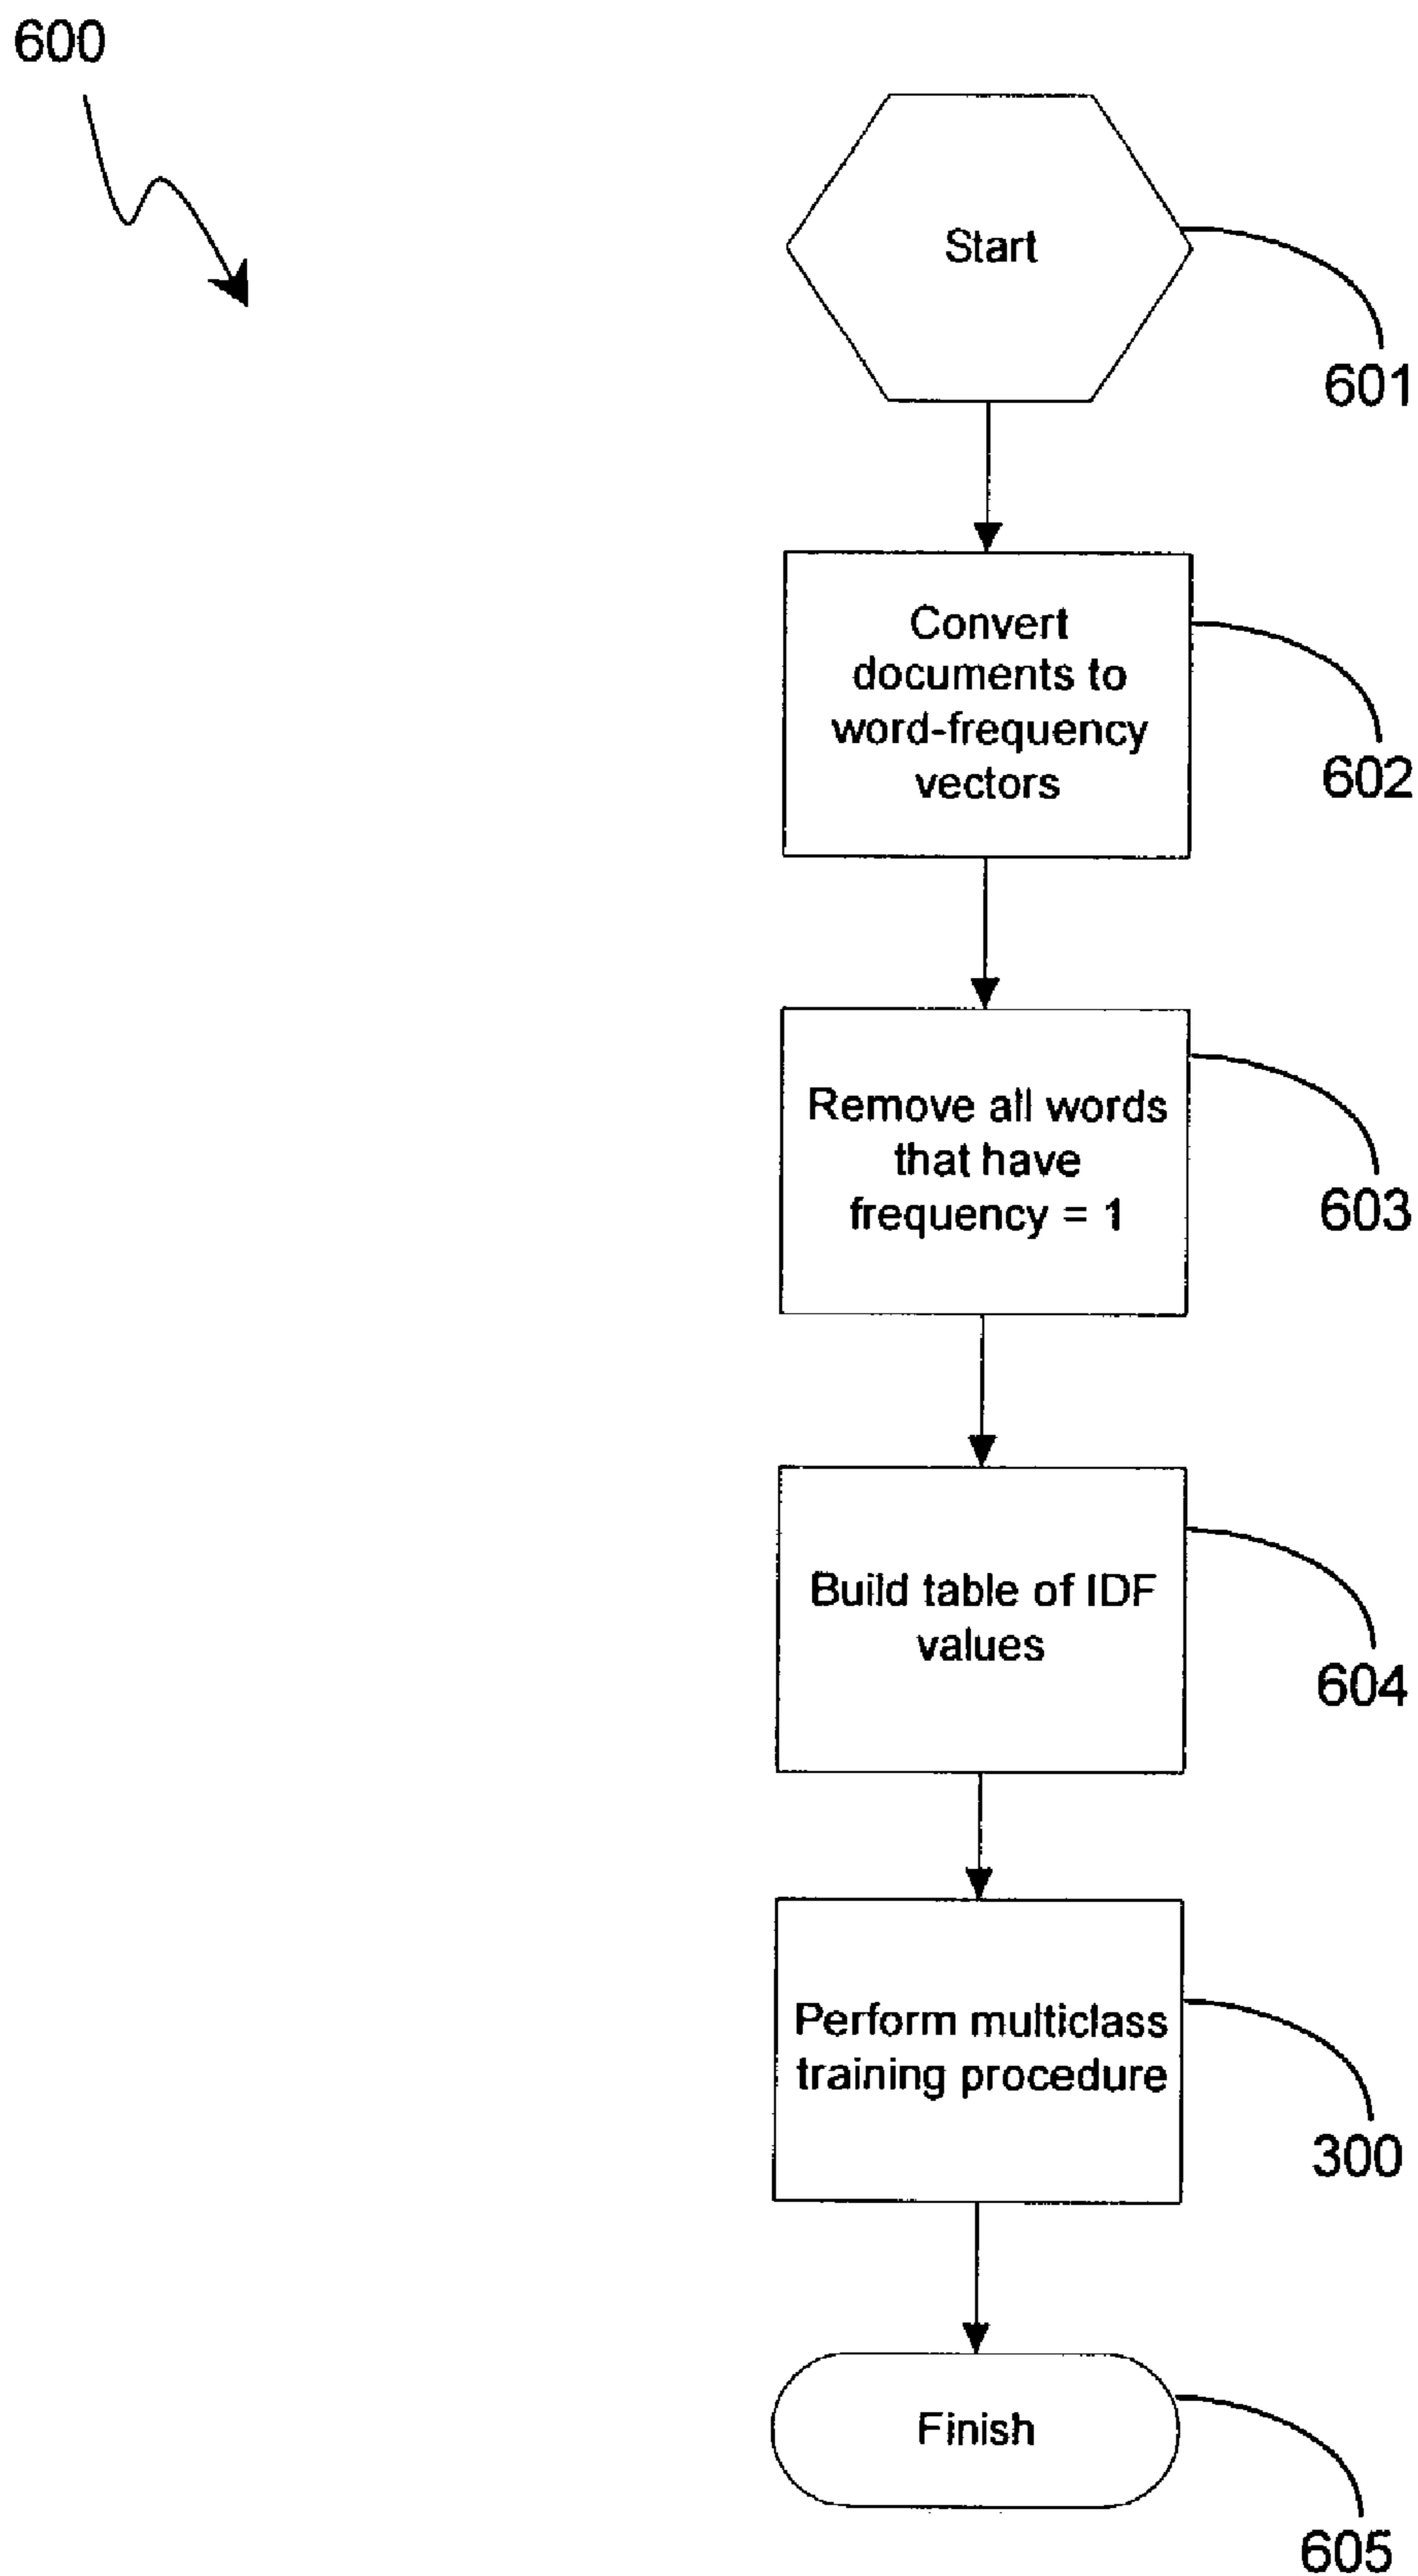 600
Start
601
Convert
documents to
word-frequency
vectors
602
Remove all words
that have
frequency = 1
603
Build table of IDF
values
604
Perform multiclass
training procedure
300
Finish
605